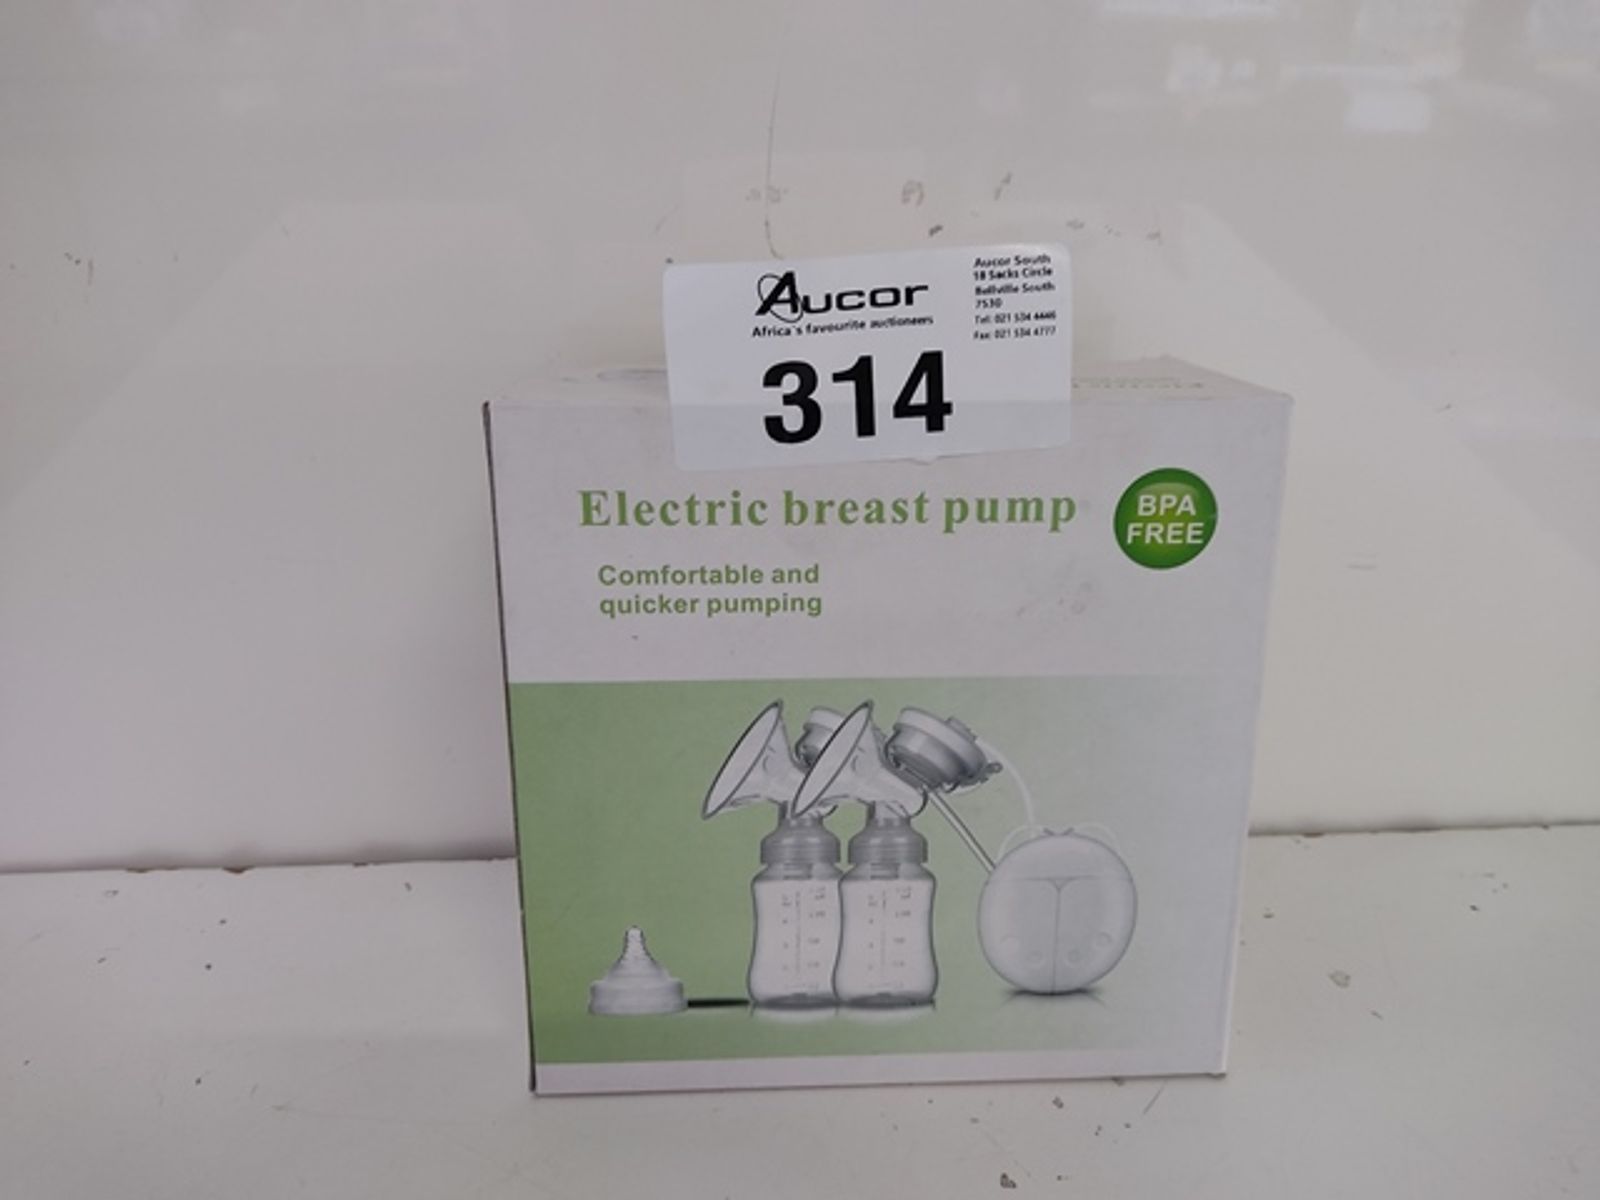 Aucor
Africa's favourite auctioneers
Aucor South
18 Sacks Circle
Bellville South
7530
Tel: 021 534 4446
Fax: 021 534 4777
314
Electric breast pump
BPA
FREE
Comfortable and
quicker pumping